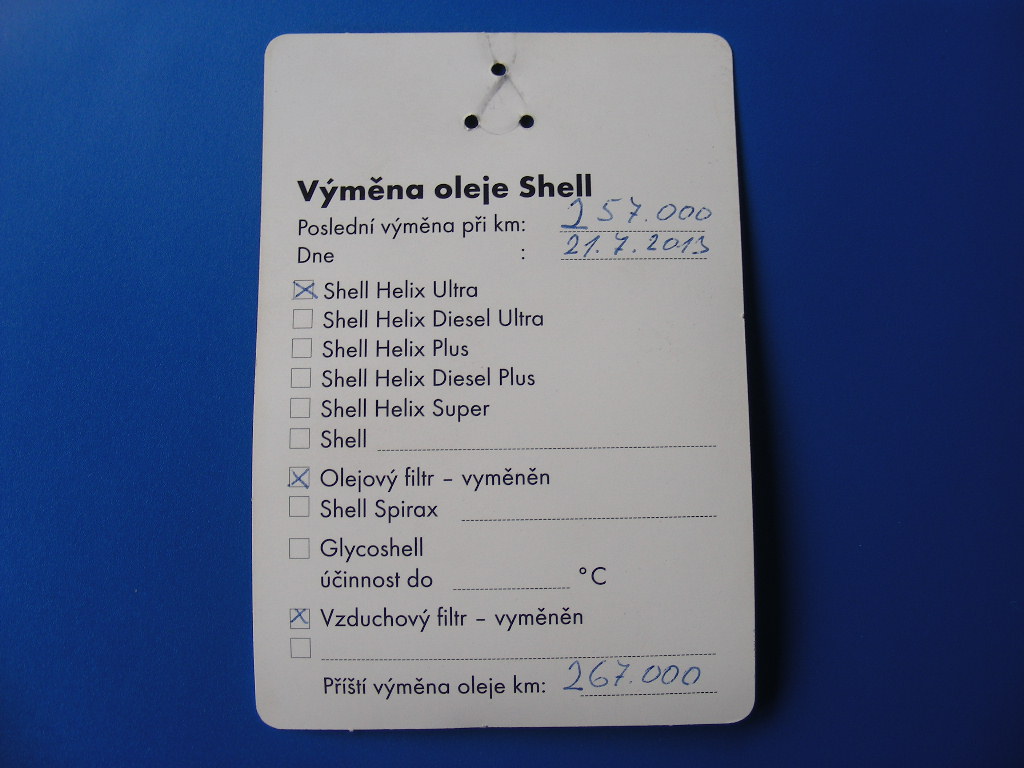 Výměna oleje Shell
Poslední výměna při km: 257.000
Dne : 21.7.2013
Shell Helix Ultra
Shell Helix Diesel Ultra
Shell Helix Plus
Shell Helix Diesel Plus
Shell Helix Super
Shell
Olejový filtr – vyměněn
Shell Spirax
Glycoshell
účinnost do °C
Vzduchový filtr – vyměněn
Příští výměna oleje km: 267.000